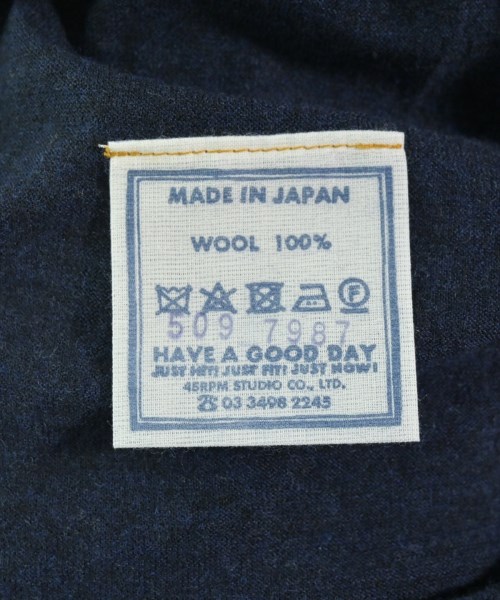 MADE IN JAPAN
WOOL 100%
F
509 7987
HAVE A GOOD DAY
JUST HIT! JUST FIT! JUST NOW!
45RPM STUDIO CO., LTD.
☎ 03 3498 2245